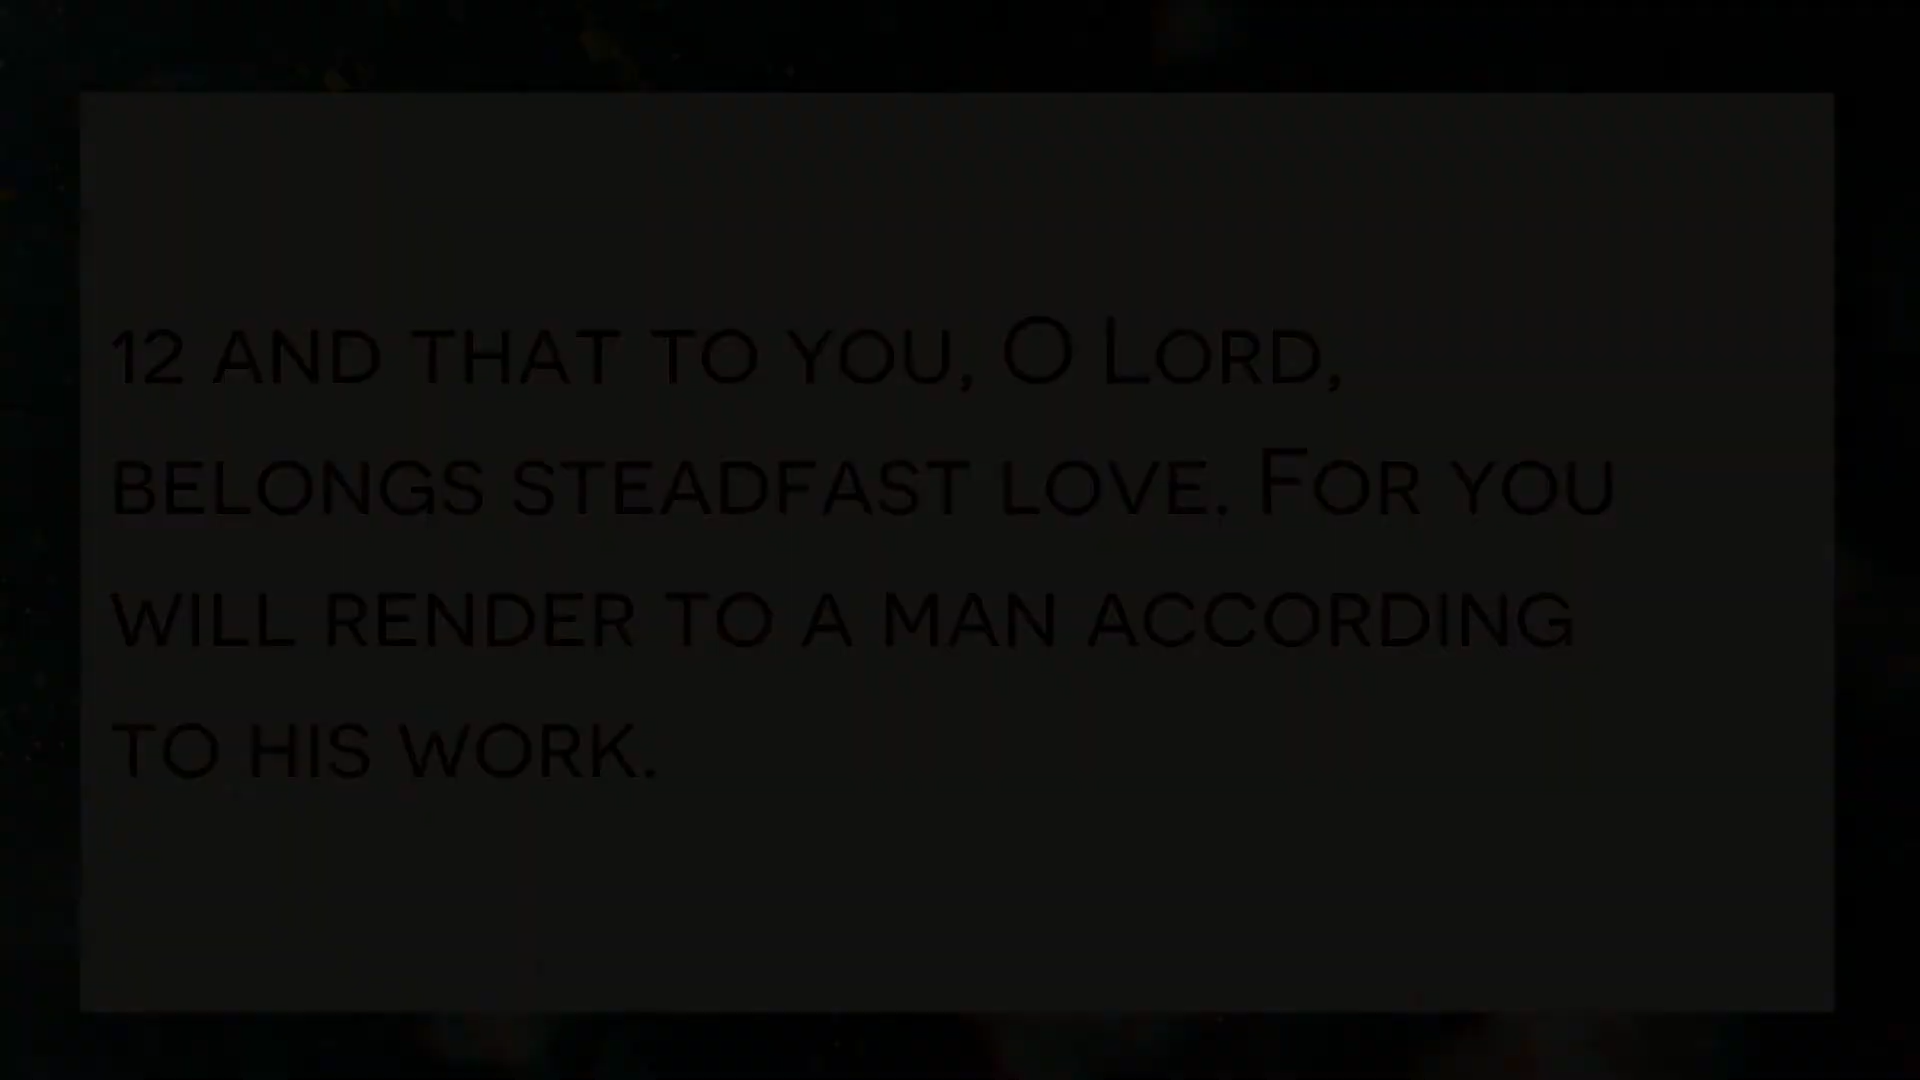 12 and that to you, O Lord,
belongs steadfast love. For you
will render to a man according
to his work.